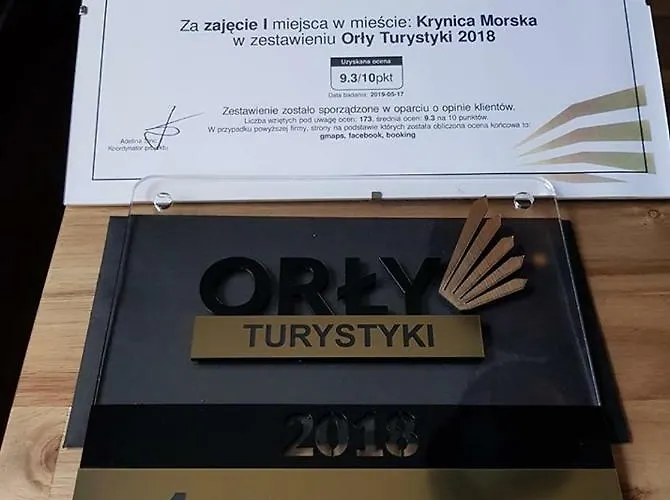 Za zajęcie I miejsca w mieście: Krynica Morska
w zestawieniu Orły Turystyki 2018
Uzyskana ocena
9.3/10pkt
Data badania: 2019-05-17
Zestawienie zostało sporządzone w oparciu o opinie klientów.
Liczba wziętych pod uwagę ocen: 173, średnia ocen: 9.3 na 10 punktów.
W przypadku powyższej firmy, strony na podstawie których została obliczona ocena końcowa to:
gmaps, facebook, booking
Adelina
Koordynator projektu
ORŁY
TURYSTYKI
2018